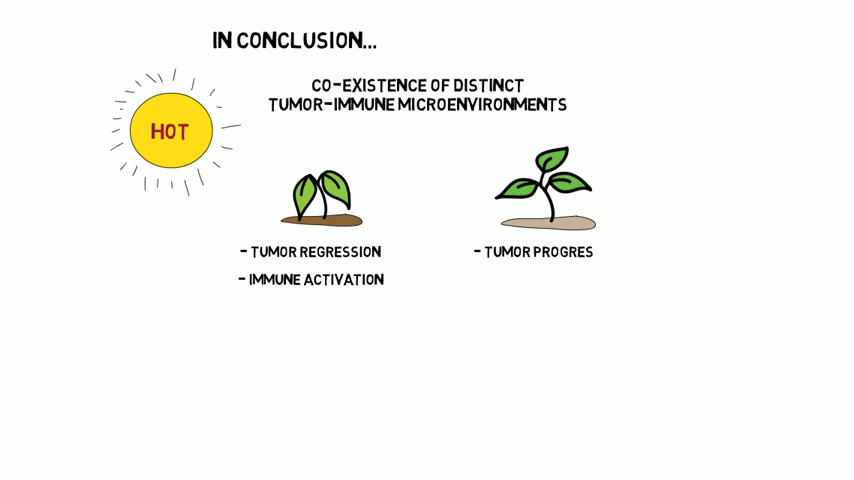 IN CONCLUSION...
CO-EXISTENCE OF DISTINCT
TUMOR-IMMUNE MICROENVIRONMENTS
HOT
- TUMOR REGRESSION
- IMMUNE ACTIVATION
- TUMOR PROGRES